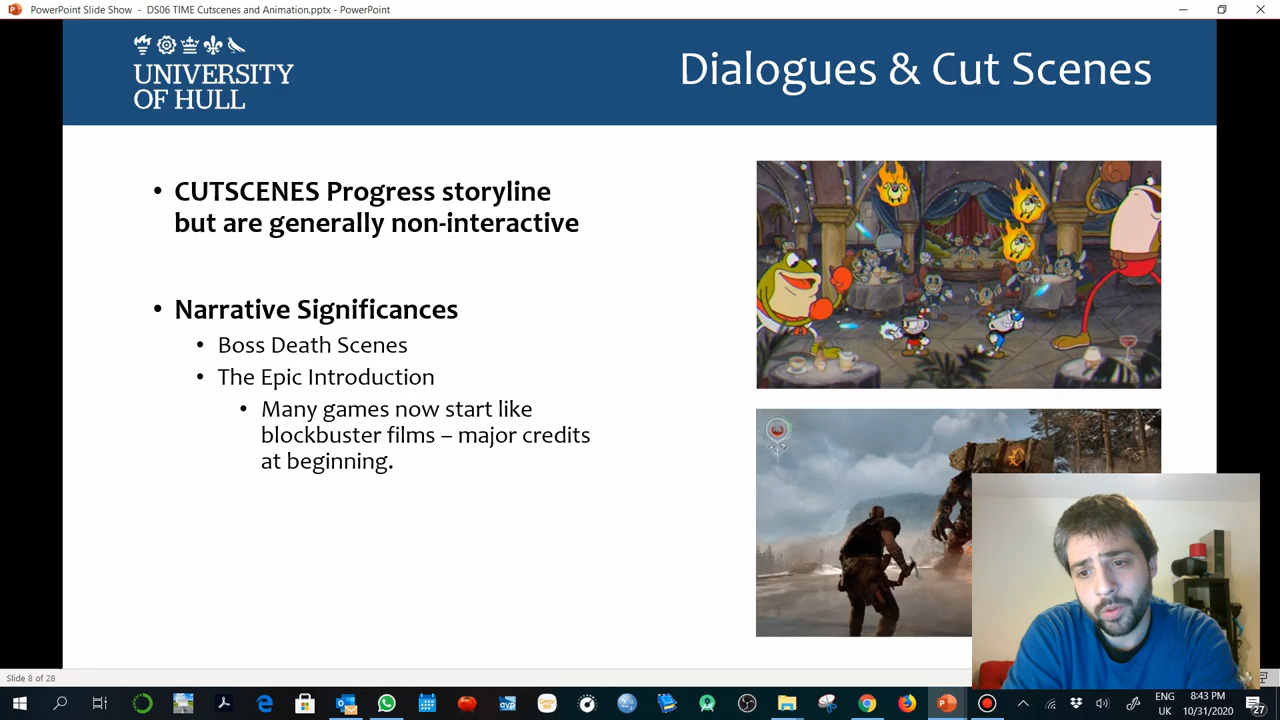 PowerPoint Slide Show - DS06 TIME Cutscenes and Animation.pptx - PowerPoint
UNIVERSITY
OF HULL
Dialogues & Cut Scenes
• CUTSCENES Progress storyline
but are generally non-interactive
• Narrative Significances
• Boss Death Scenes
• The Epic Introduction
• Many games now start like
blockbuster films – major credits
at beginning.
Slide 8 of 28
ENG
UK
8:43 PM
10/31/2020
27